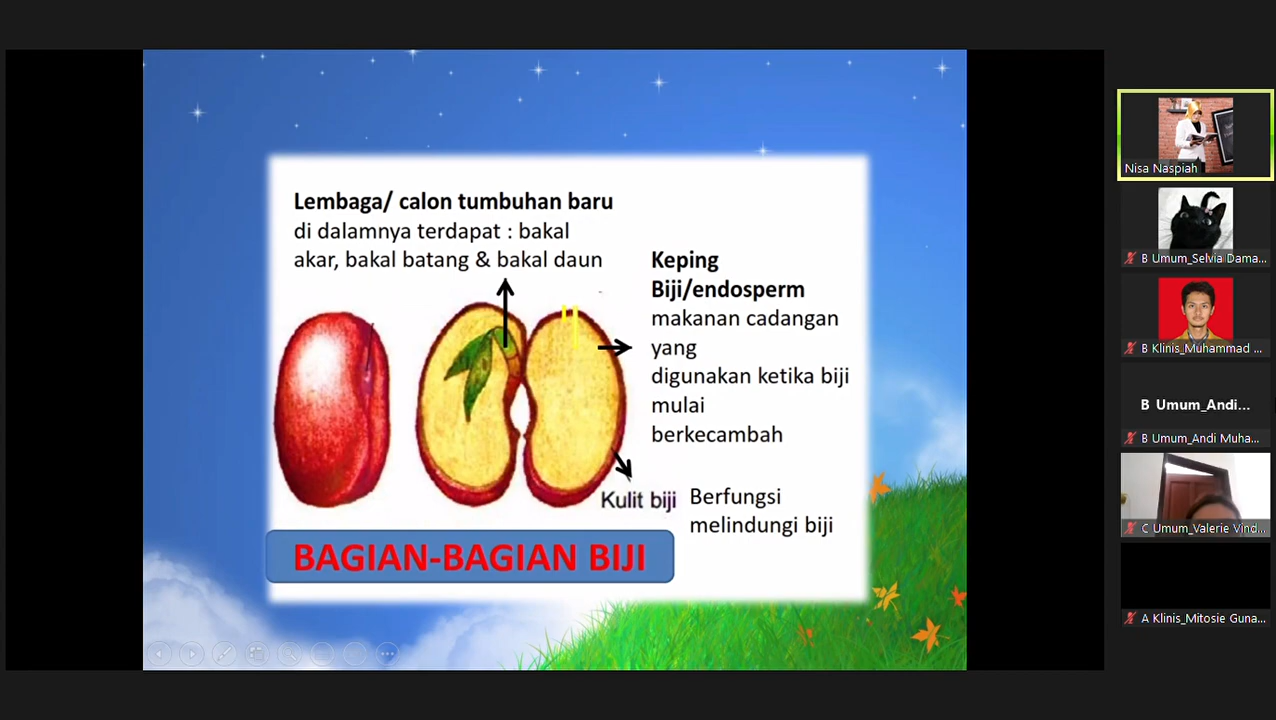 Lembaga/ calon tumbuhan baru
di dalamnya terdapat : bakal
akar, bakal batang & bakal daun
Keping
Biji/endosperm
makanan cadangan
yang
digunakan ketika biji
mulai
berkecambah
Kulit biji
Berfungsi
melindungi biji
BAGIAN-BAGIAN BIJI
Nisa Naspiah
B Umum_Selvia Dama...
B Klinis_Muhammad ...
B Umum_Andi...
B Umum_Andi Muha...
C Umum_Valerie Vind...
A Klinis_Mitosie Guna...